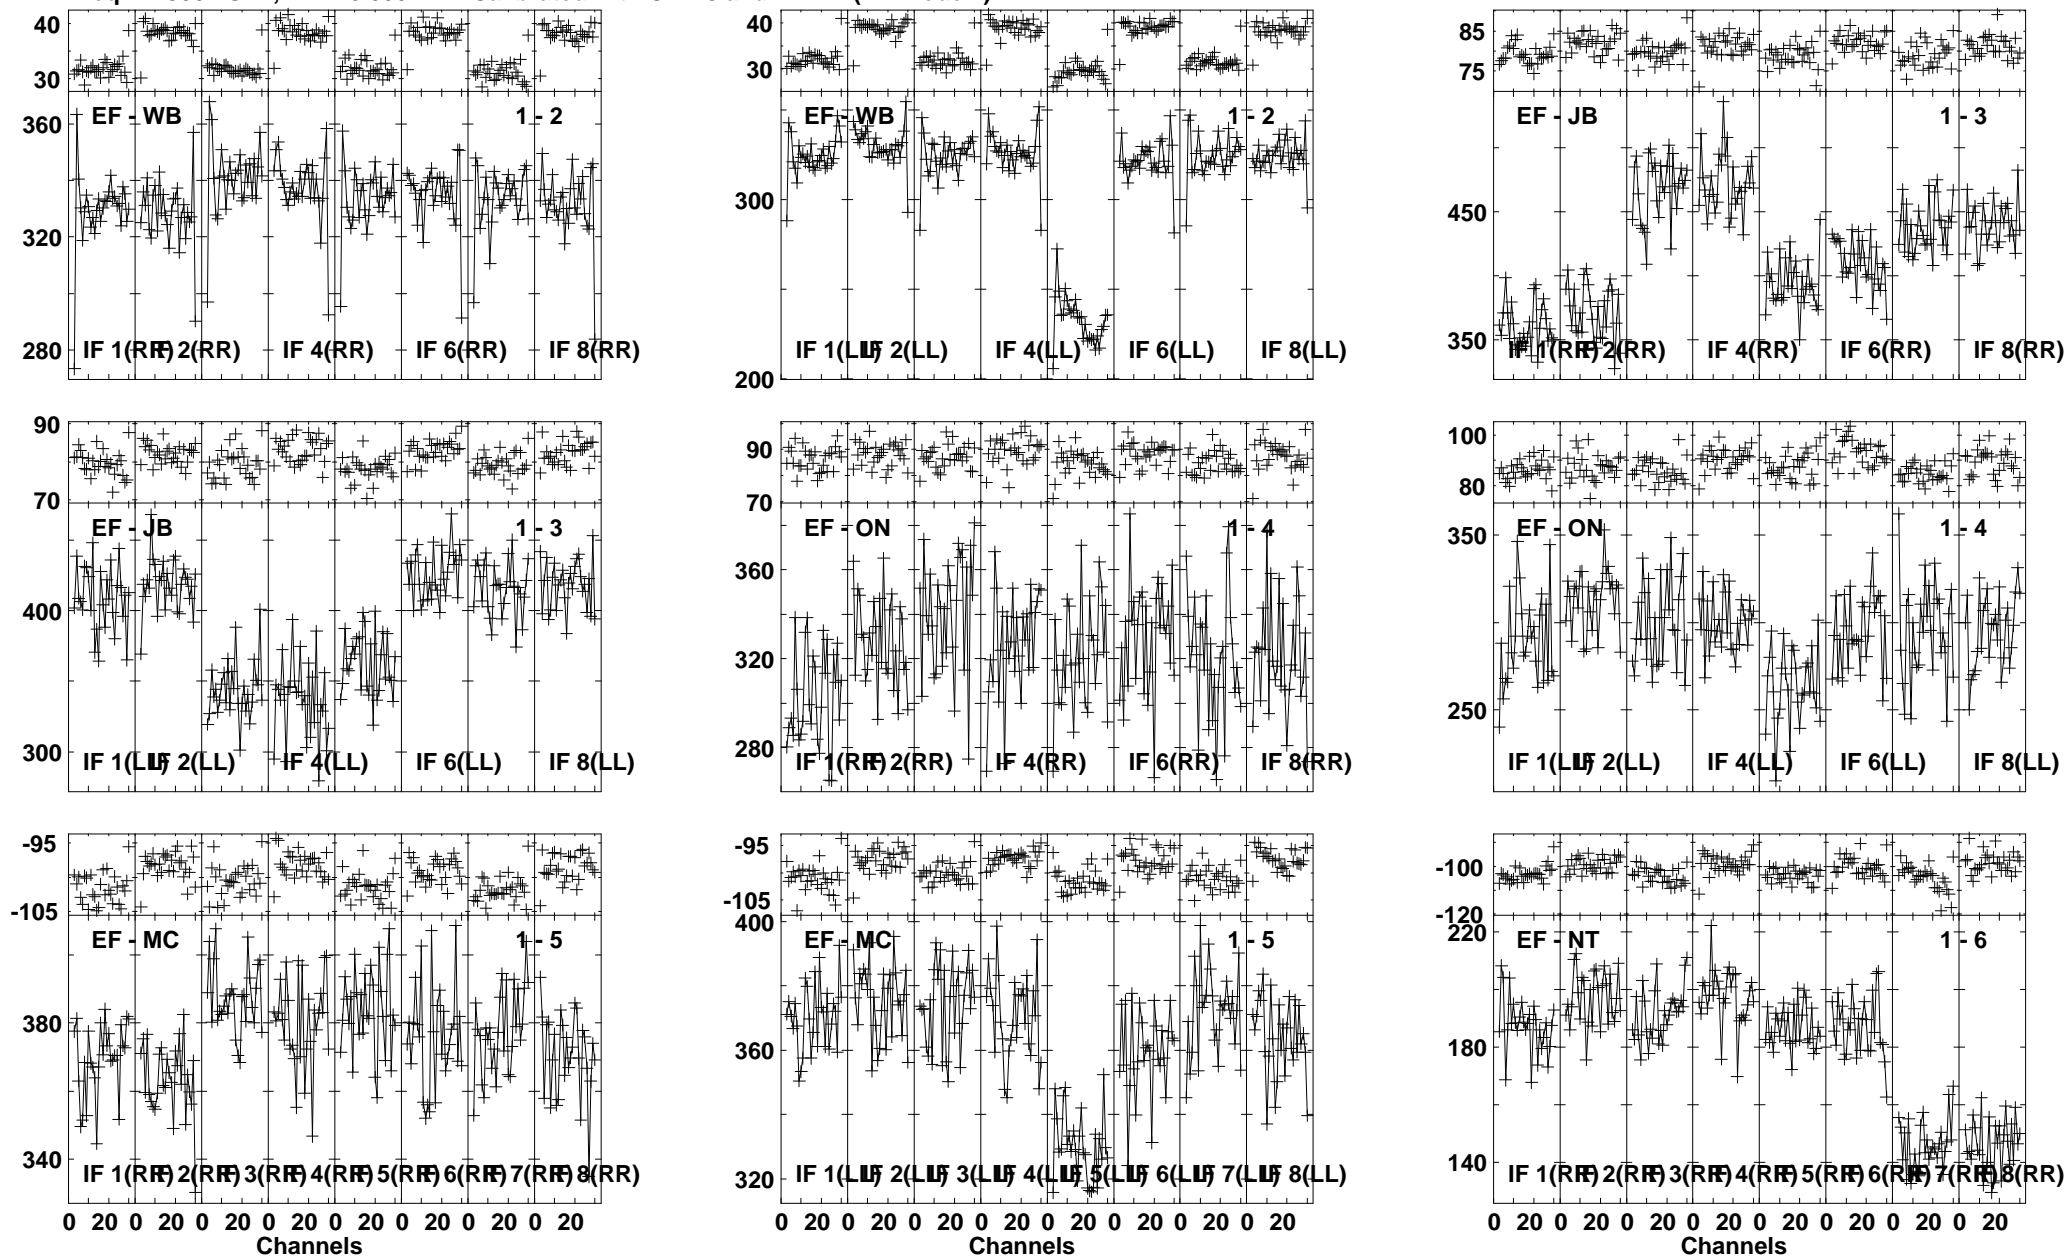 40
30
EF - WB 1 - 2
360
320
280
IF 1(RR) IF 2(RR) IF 4(RR) IF 6(RR) IF 8(RR)
40
30
EF - WB 1 - 2
300
200
IF 1(LL) IF 2(LL) IF 4(LL) IF 6(LL) IF 8(LL)
85
75
EF - JB 1 - 3
450
350
IF 1(RR) IF 2(RR) IF 4(RR) IF 6(RR) IF 8(RR)
90
70
EF - JB 1 - 3
400
300
IF 1(LL) IF 2(LL) IF 4(LL) IF 6(LL) IF 8(LL)
90
70
EF - ON 1 - 4
360
320
280
IF 1(RR) IF 2(RR) IF 4(RR) IF 6(RR) IF 8(RR)
100
80
EF - ON 1 - 4
350
250
IF 1(LL) IF 2(LL) IF 4(LL) IF 6(LL) IF 8(LL)
-95
-105
EF - MC 1 - 5
380
340
IF 1(RR) IF 2(RR) IF 3(RR) IF 4(RR) IF 5(RR) IF 6(RR) IF 7(RR) IF 8(RR)
0 20 0 20 0 20 0 20 0 20 0 20 0 20 0 20
Channels
-95
-105
400
EF - MC 1 - 5
360
320
IF 1(LL) IF 2(LL) IF 3(LL) IF 4(LL) IF 5(LL) IF 6(LL) IF 7(LL) IF 8(LL)
0 20 0 20 0 20 0 20 0 20 0 20 0 20 0 20
Channels
-100
-120
220
EF - NT 1 - 6
180
140
IF 1(RR) IF 2(RR) IF 3(RR) IF 4(RR) IF 5(RR) IF 6(RR) IF 7(RR) IF 8(RR)
0 20 0 20 0 20 0 20 0 20 0 20 0 20 0 20
Channels